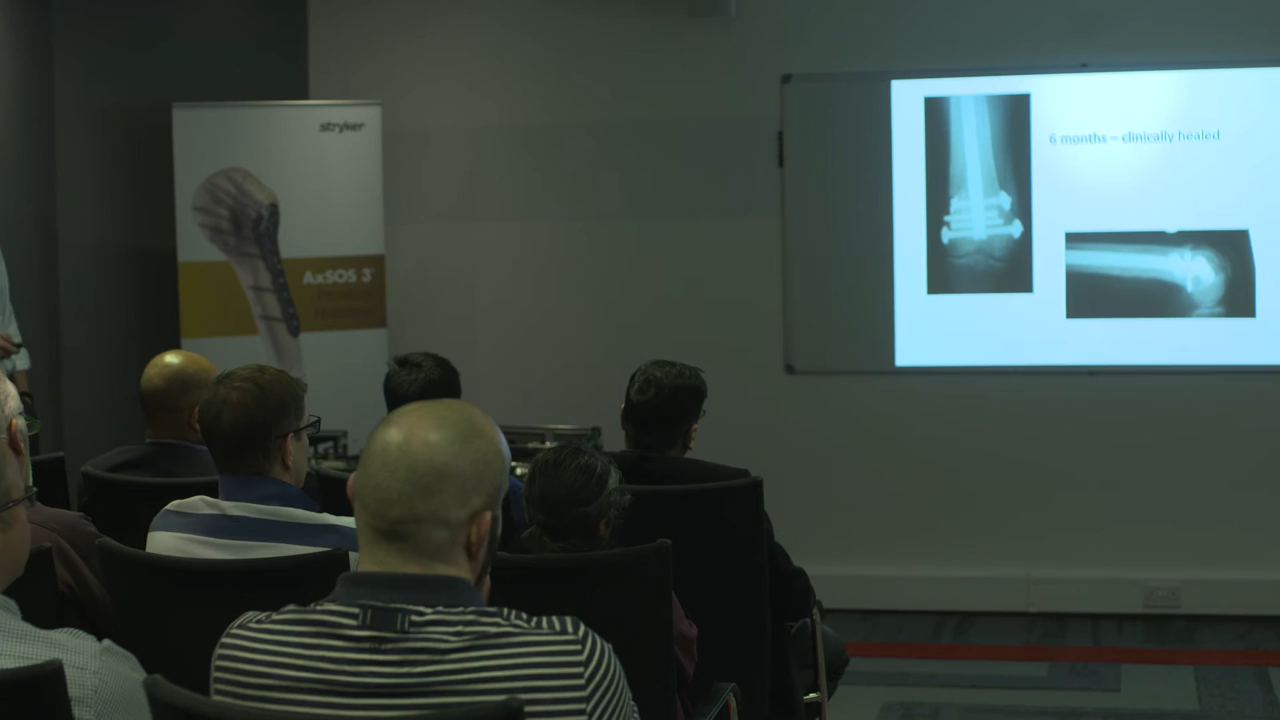 stryker
AxSOS 3
6 months – clinically healed